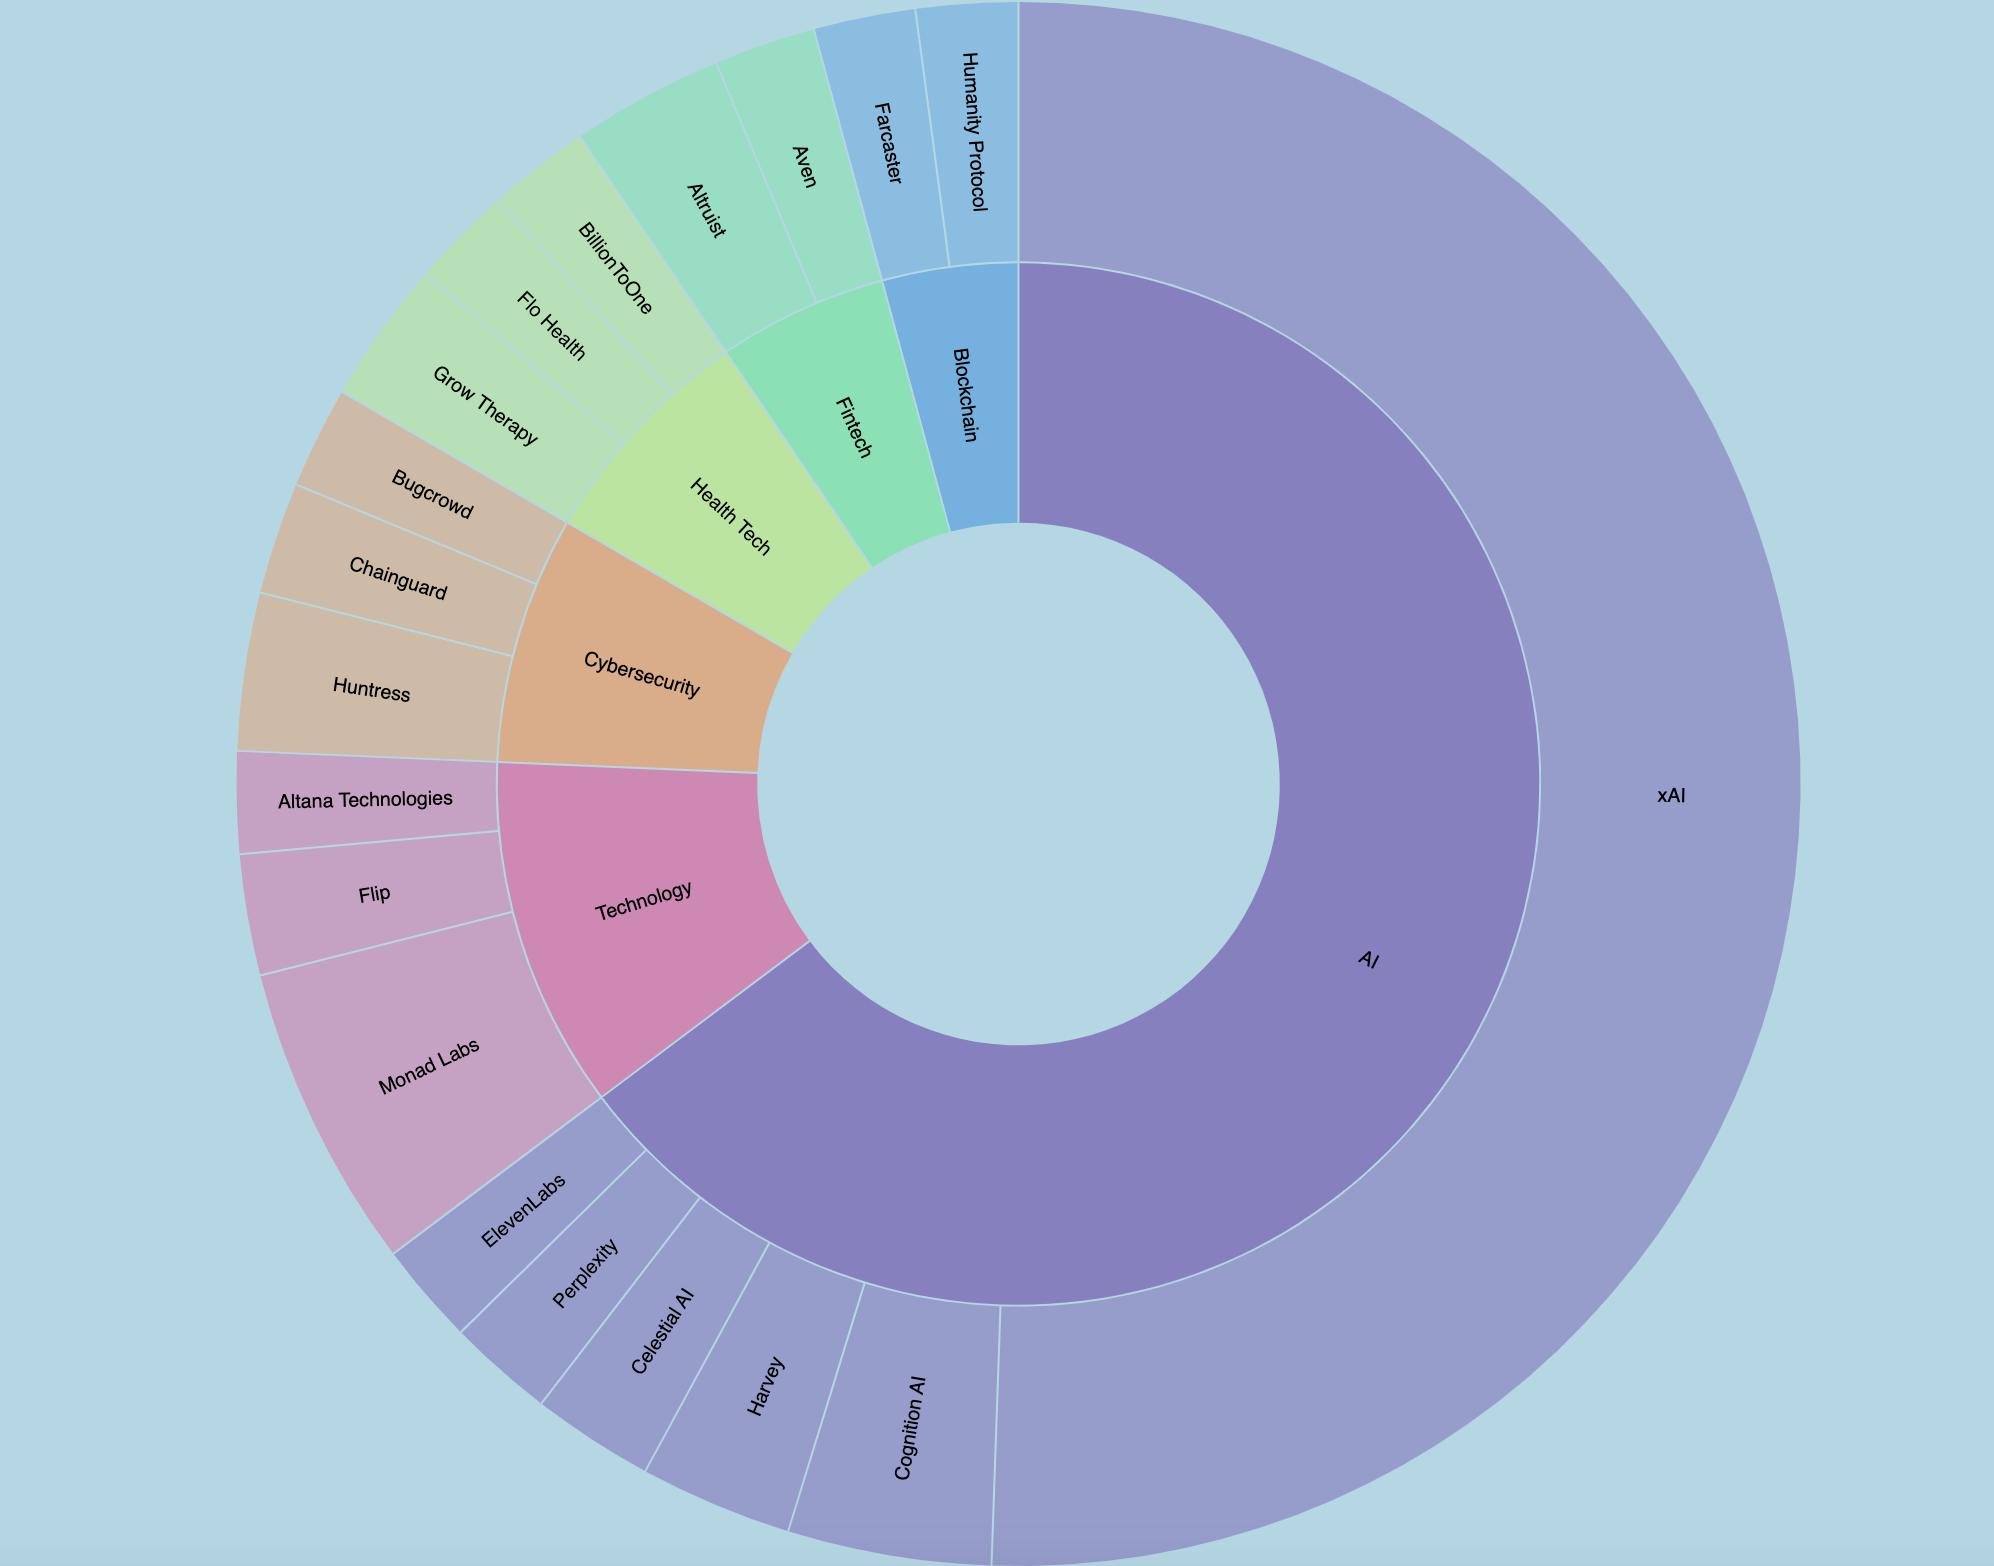 Humanity Protocol
Farcaster
Aven
Altruist
BillionToOne
Flo Health
Grow Therapy
Bugcrowd
Chainguard
Huntress
Altana Technologies
Flip
Monad Labs
ElevenLabs
Perplexity
Celestial AI
Harvey
Cognition AI
xAI
Blockchain
Fintech
Health Tech
Cybersecurity
Technology
AI